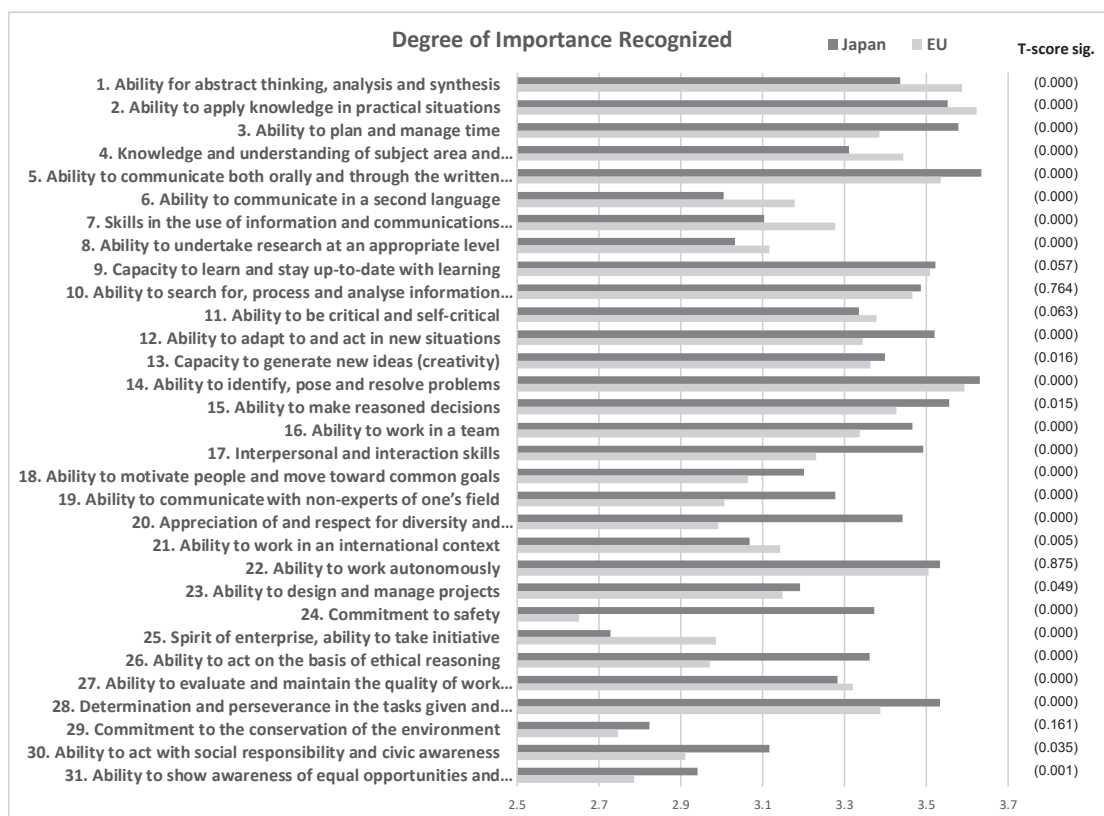 Degree of Importance Recognized
Japan EU
T-score sig.
1. Ability for abstract thinking, analysis and synthesis (0.000)
2. Ability to apply knowledge in practical situations (0.000)
3. Ability to plan and manage time (0.000)
4. Knowledge and understanding of subject area and... (0.000)
5. Ability to communicate both orally and through the written... (0.000)
6. Ability to communicate in a second language (0.000)
7. Skills in the use of information and communications... (0.000)
8. Ability to undertake research at an appropriate level (0.000)
9. Capacity to learn and stay up-to-date with learning (0.057)
10. Ability to search for, process and analyse information... (0.764)
11. Ability to be critical and self-critical (0.063)
12. Ability to adapt to and act in new situations (0.000)
13. Capacity to generate new ideas (creativity) (0.016)
14. Ability to identify, pose and resolve problems (0.000)
15. Ability to make reasoned decisions (0.015)
16. Ability to work in a team (0.000)
17. Interpersonal and interaction skills (0.000)
18. Ability to motivate people and move toward common goals (0.000)
19. Ability to communicate with non-experts of one's field (0.000)
20. Appreciation of and respect for diversity and... (0.000)
21. Ability to work in an international context (0.005)
22. Ability to work autonomously (0.875)
23. Ability to design and manage projects (0.049)
24. Commitment to safety (0.000)
25. Spirit of enterprise, ability to take initiative (0.000)
26. Ability to act on the basis of ethical reasoning (0.000)
27. Ability to evaluate and maintain the quality of work... (0.000)
28. Determination and perseverance in the tasks given and... (0.000)
29. Commitment to the conservation of the environment (0.161)
30. Ability to act with social responsibility and civic awareness (0.035)
31. Ability to show awareness of equal opportunities and... (0.001)
2.5 2.7 2.9 3.1 3.3 3.5 3.7